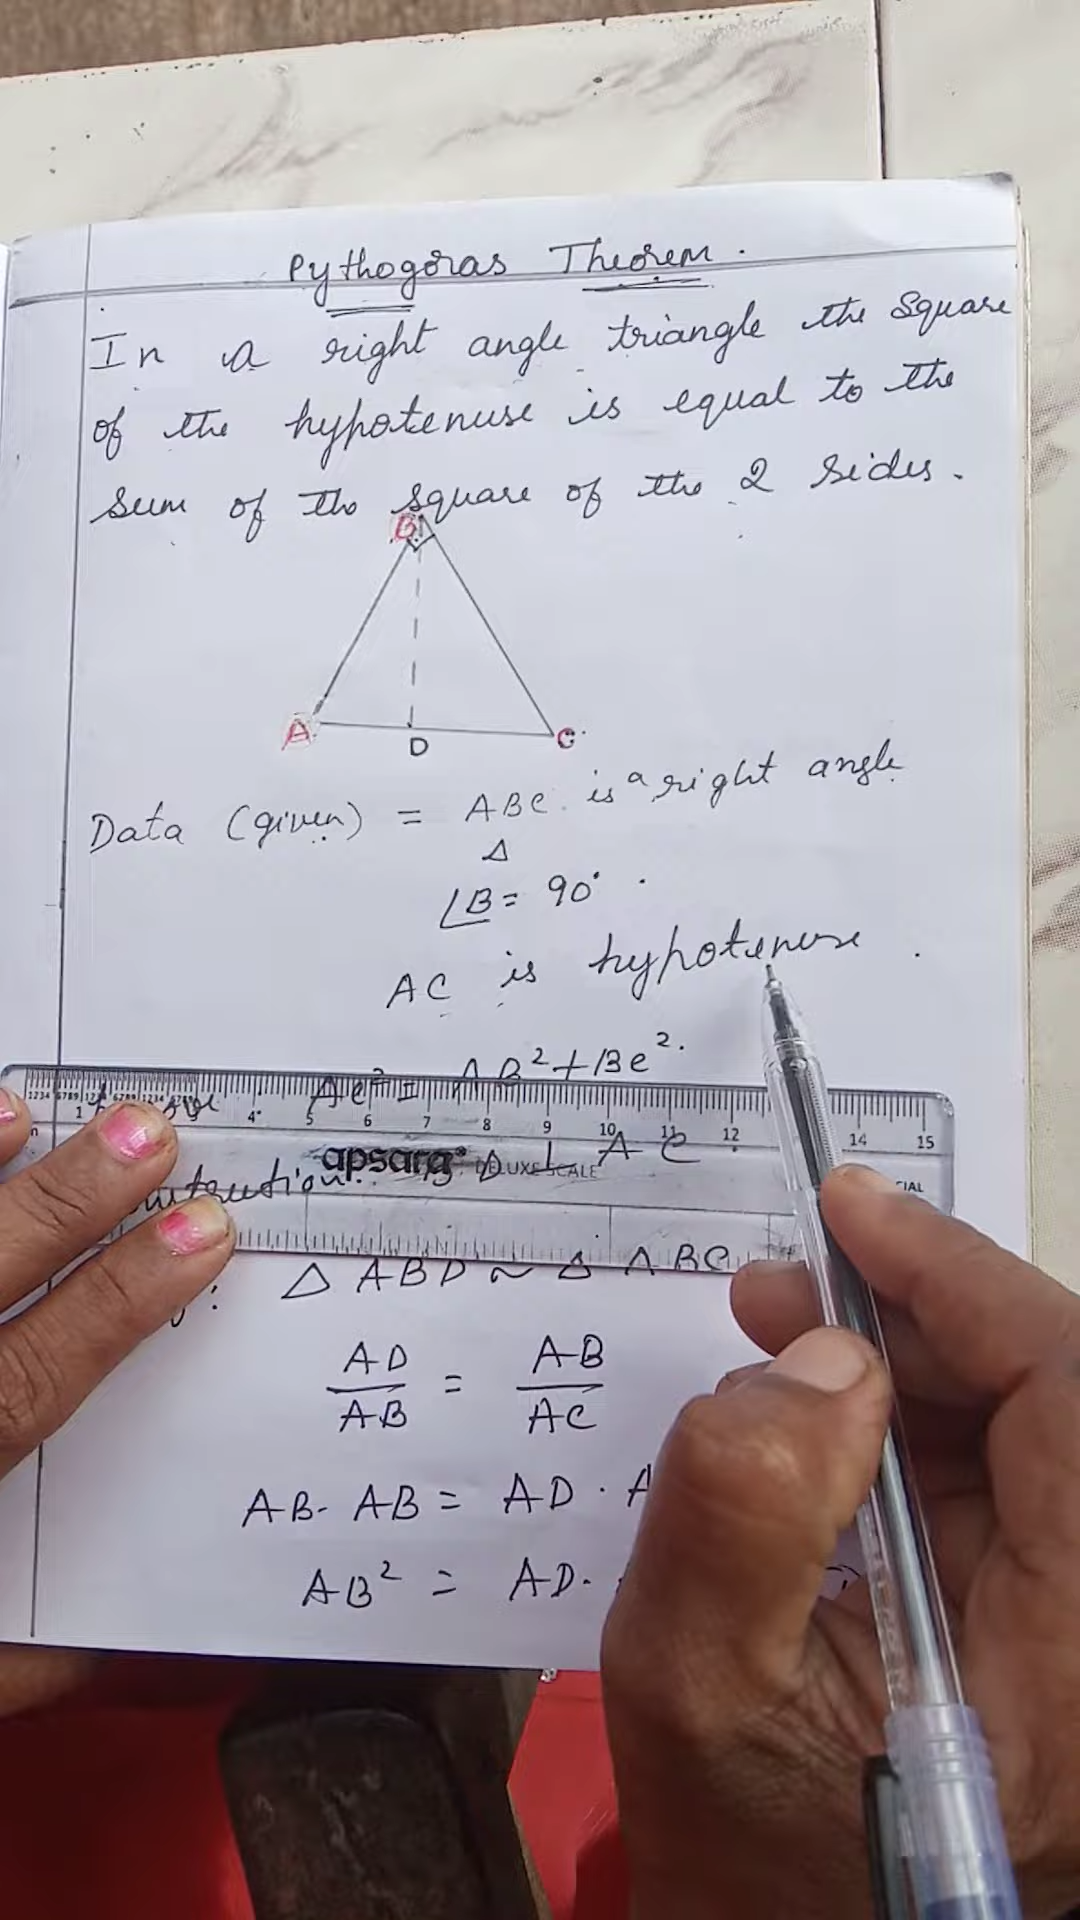 Pythogoras Theorem.
In a right angle triangle the square
of the hypotenuse is equal to the
sum of the square of the 2 sides.
B
A
D
C
Data (given) = ABC is a right angle
Δ
∠B = 90°.
AC is hypotenuse.
AC² = AB² + BC².
1 4 5 6 7 8 9 10 11 12 14 15
apsara DELUXE SCALE
BD ⊥ AC
Δ ABD ~ Δ ABC
AD = AB
AB AC
AB. AB = AD.
AB² = AD.